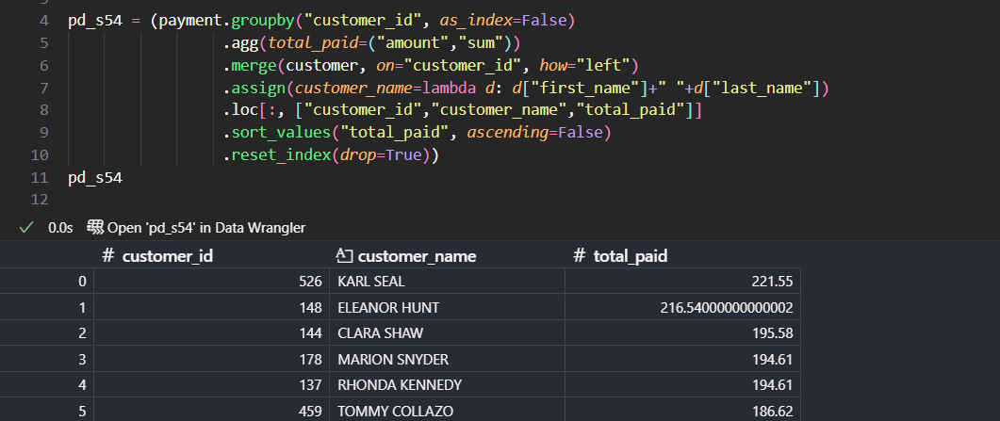 4 pd_s54 = (payment.groupby("customer_id", as_index=False)
5 .agg(total_paid=("amount","sum"))
6 .merge(customer, on="customer_id", how="left")
7 .assign(customer_name=lambda d: d["first_name"]+" "+d["last_name"])
8 .loc[:, ["customer_id","customer_name","total_paid"]]
9 .sort_values("total_paid", ascending=False)
10 .reset_index(drop=True))
11 pd_s54
12
0.0s Open 'pd_s54' in Data Wrangler
# customer_id A customer_name # total_paid
0 526 KARL SEAL 221.55
1 148 ELEANOR HUNT 216.54000000000002
2 144 CLARA SHAW 195.58
3 178 MARION SNYDER 194.61
4 137 RHONDA KENNEDY 194.61
5 459 TOMMY COLLAZO 186.62